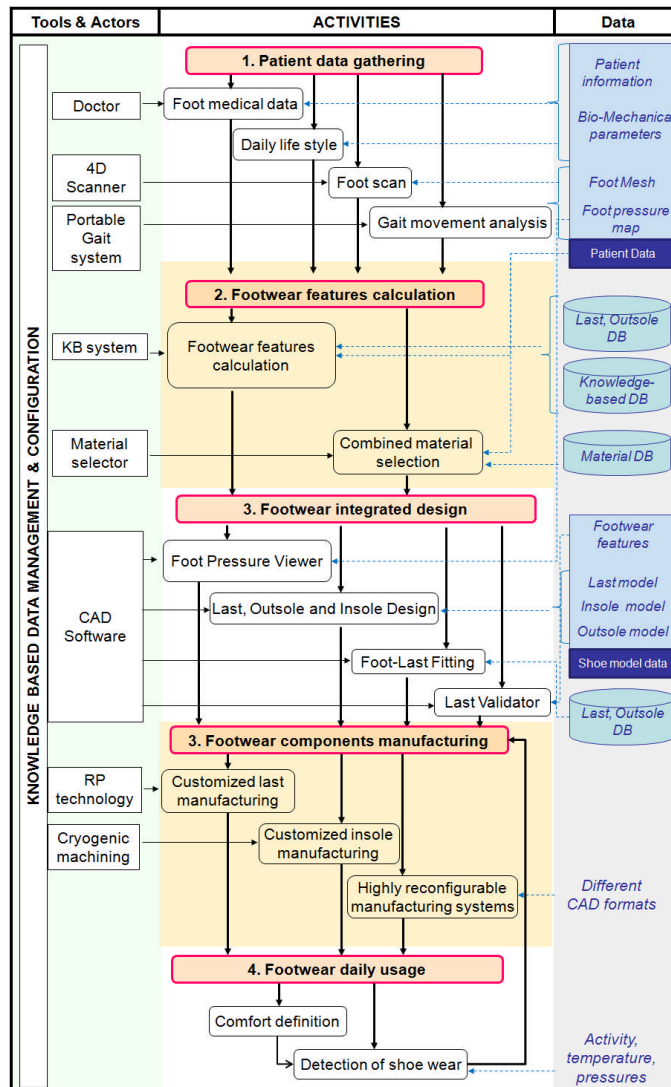 Tools & Actors
ACTIVITIES
Data
KNOWLEDGE BASED DATA MANAGEMENT & CONFIGURATION
1. Patient data gathering
Patient
information
Doctor
Foot medical data
Bio-Mechanical
parameters
Daily life style
4D
Scanner
Foot scan
Foot Mesh
Portable
Gait
system
Gait movement analysis
Foot pressure
map
Patient Data
2. Footwear features calculation
Last, Outsole
DB
KB system
Footwear features
calculation
Knowledge-
based DB
Material
selector
Combined material
selection
Material DB
3. Footwear integrated design
Footwear
features
Foot Pressure Viewer
Last model
CAD
Software
Last, Outsole and Insole Design
Insole model
Outsole model
Foot-Last Fitting
Shoe model data
Last Validator
Last, Outsole
DB
3. Footwear components manufacturing
RP
technology
Customized last
manufacturing
Cryogenic
machining
Customized insole
manufacturing
Highly reconfigurable
manufacturing systems
Different
CAD formats
4. Footwear daily usage
Comfort definition
Detection of shoe wear
Activity,
temperature,
pressures